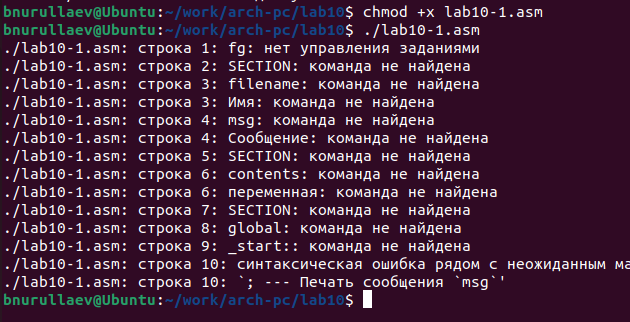 bnurullaev@Ubuntu:~/work/arch-pc/lab10$ chmod +x lab10-1.asm
bnurullaev@Ubuntu:~/work/arch-pc/lab10$ ./lab10-1.asm
./lab10-1.asm: строка 1: fg: нет управления заданиями
./lab10-1.asm: строка 2: SECTION: команда не найдена
./lab10-1.asm: строка 3: filename: команда не найдена
./lab10-1.asm: строка 3: Имя: команда не найдена
./lab10-1.asm: строка 4: msg: команда не найдена
./lab10-1.asm: строка 4: Сообщение: команда не найдена
./lab10-1.asm: строка 5: SECTION: команда не найдена
./lab10-1.asm: строка 6: contents: команда не найдена
./lab10-1.asm: строка 6: переменная: команда не найдена
./lab10-1.asm: строка 7: SECTION: команда не найдена
./lab10-1.asm: строка 8: global: команда не найдена
./lab10-1.asm: строка 9: _start:: команда не найдена
./lab10-1.asm: строка 10: синтаксическая ошибка рядом с неожиданным ма
./lab10-1.asm: строка 10: `; --- Печать сообщения `msg`'
bnurullaev@Ubuntu:~/work/arch-pc/lab10$